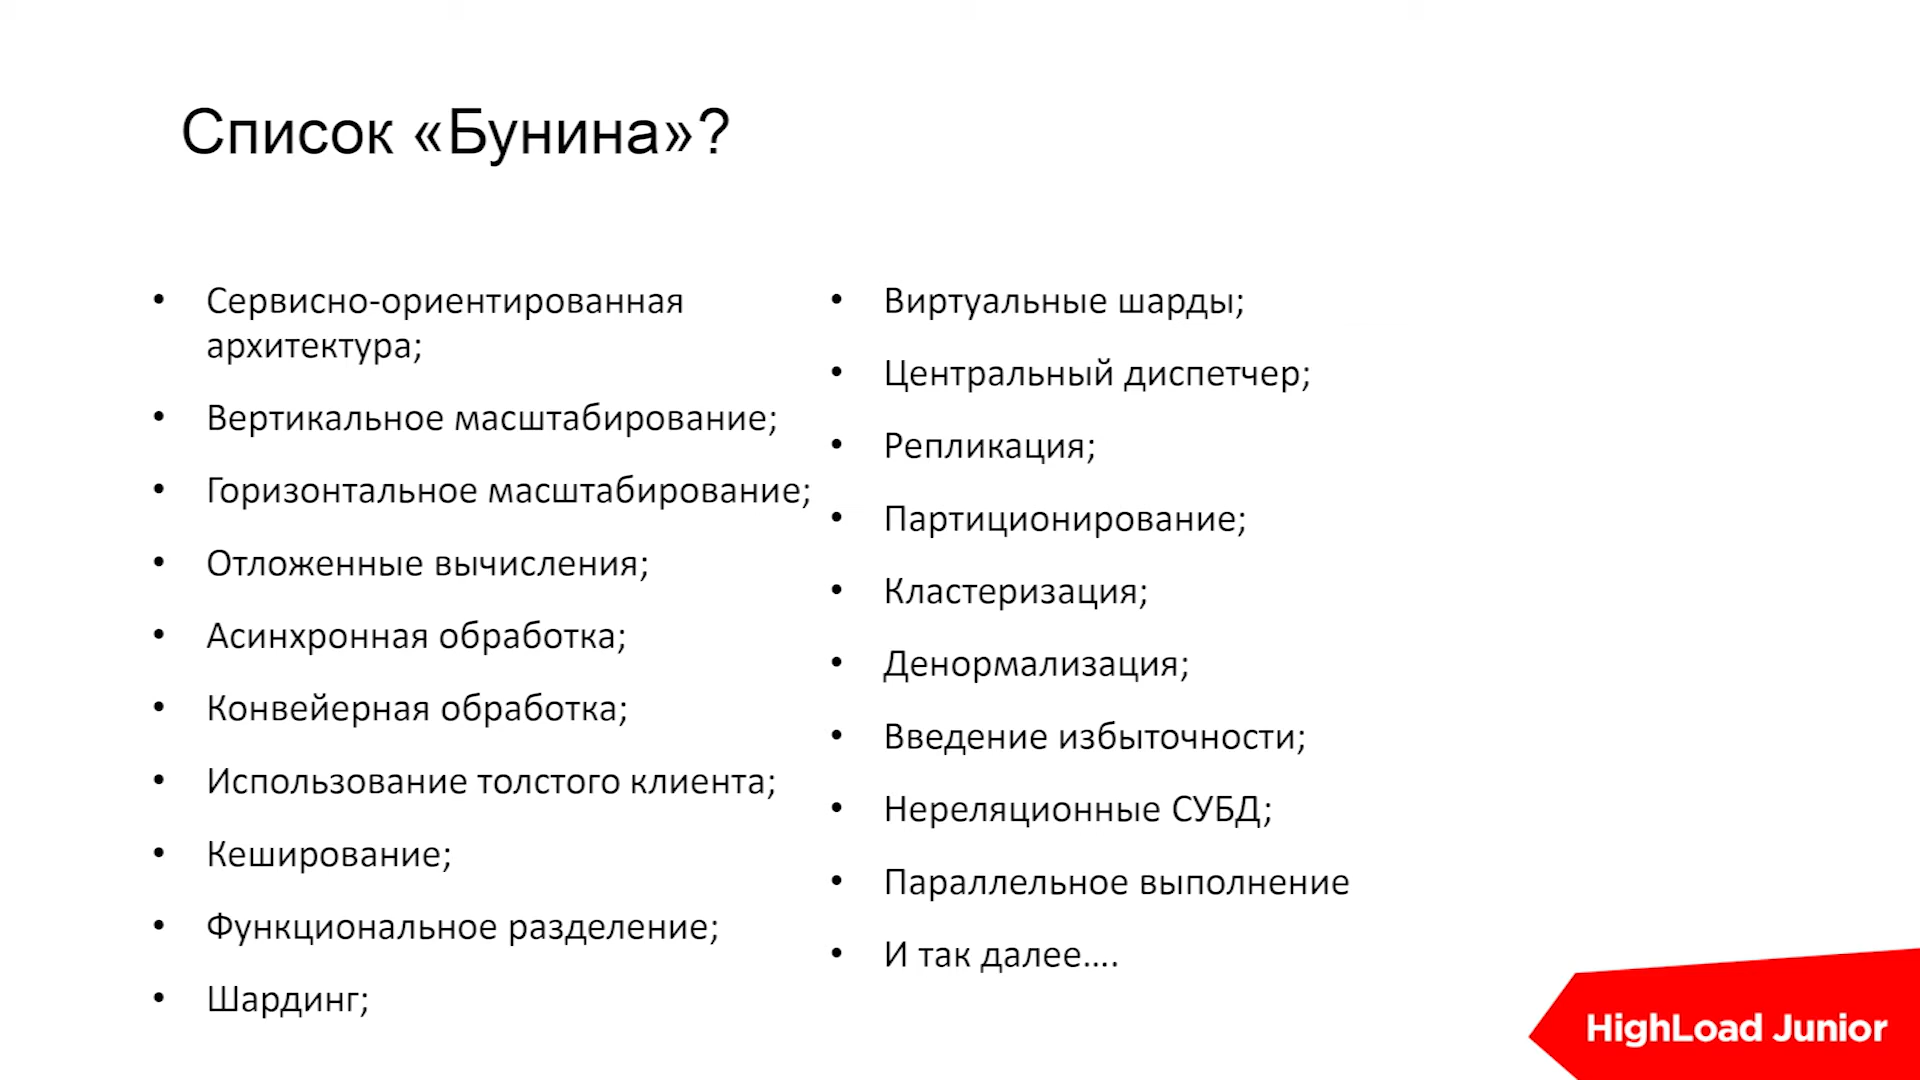 Список «Бунина»?
• Сервисно-ориентированная
архитектура;
• Вертикальное масштабирование;
• Горизонтальное масштабирование;
• Отложенные вычисления;
• Асинхронная обработка;
• Конвейерная обработка;
• Использование толстого клиента;
• Кеширование;
• Функциональное разделение;
• Шардинг;
• Виртуальные шарды;
• Центральный диспетчер;
• Репликация;
• Партиционирование;
• Кластеризация;
• Денормализация;
• Введение избыточности;
• Нереляционные СУБД;
• Параллельное выполнение
• И так далее....
HighLoad Junior